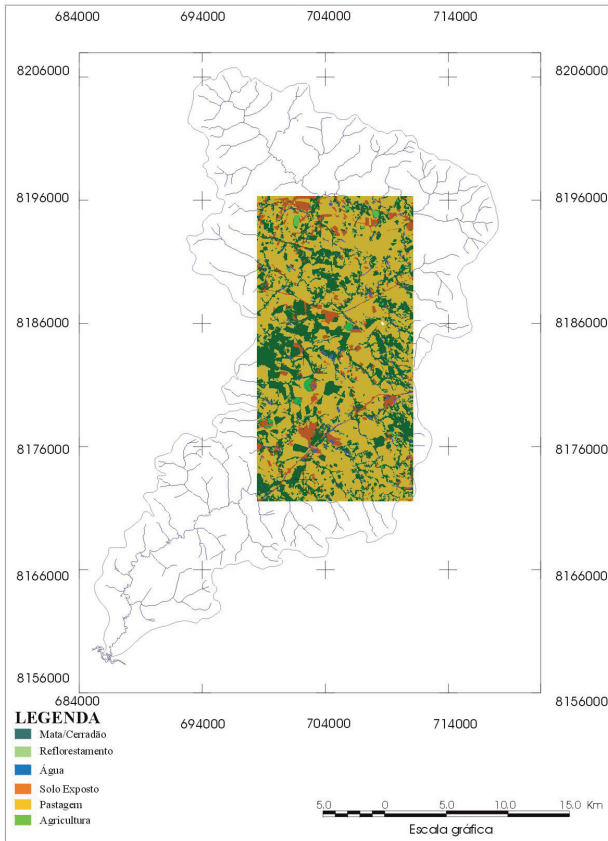 684000 694000 704000 714000
8206000 8206000
8196000 8196000
8186000 8186000
8176000 8176000
8166000 8166000
8156000 8156000
684000 694000 704000 714000
LEGENDA
Mata/Cerradão
Reflorestamento
Água
Solo Exposto
Pastagem
Agricultura
5.0 0 5.0 10.0 15.0 Km
Escala gráfica